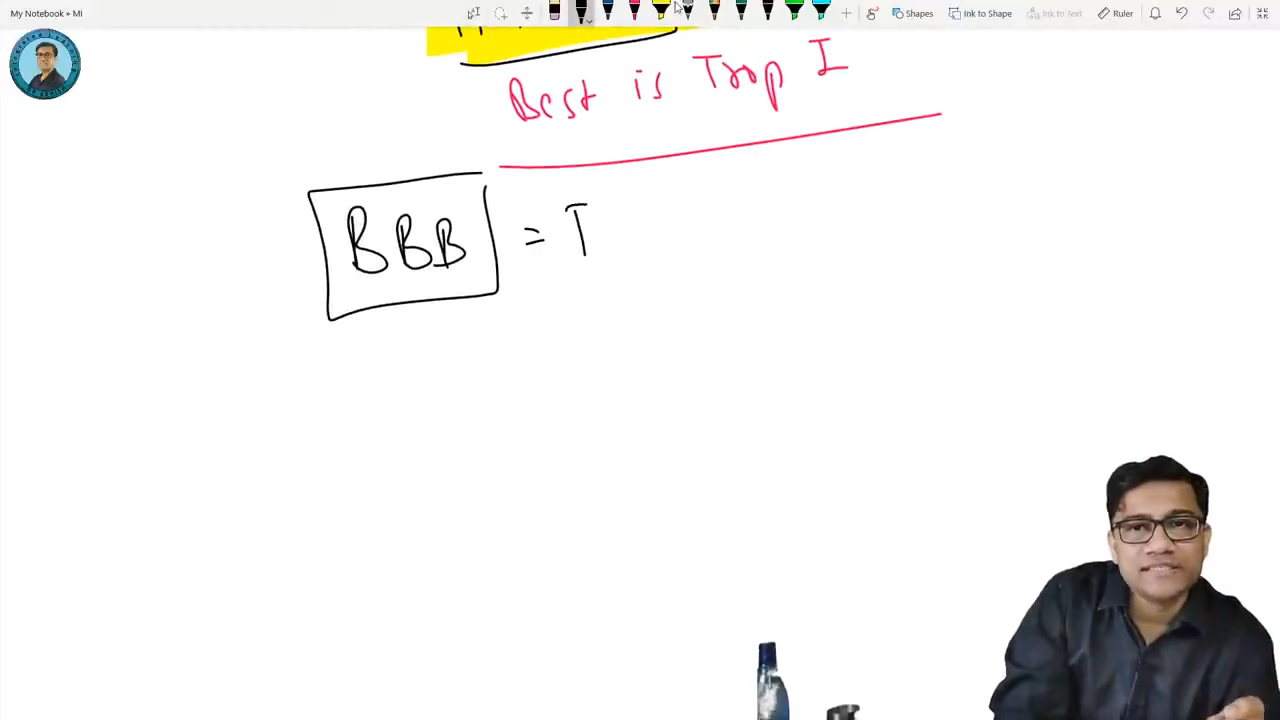 My Notebook » MI
Shapes
Ink to Shape
Ink to Text
Ruler
Best is Trop I
BBB = T